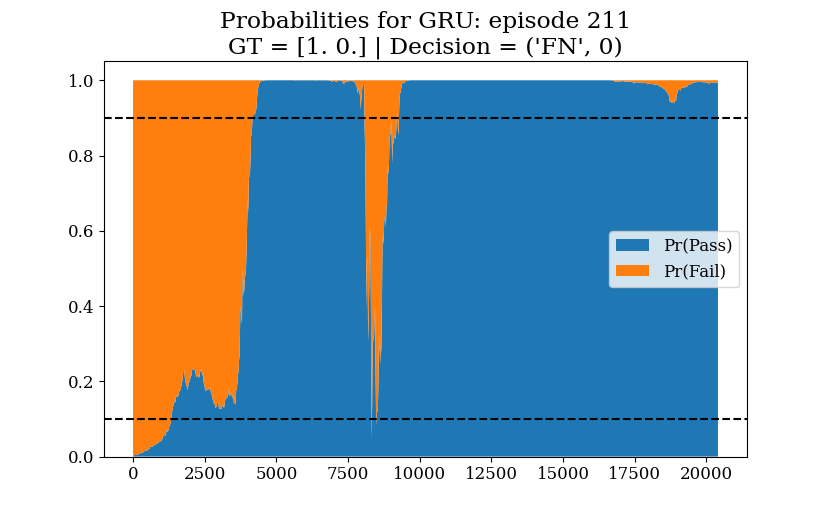 Probabilities for GRU: episode 211
GT = [1. 0.] | Decision = ('FN', 0)
1.0
0.8
0.6
0.4
0.2
0.0
Pr(Pass)
Pr(Fail)
0 2500 5000 7500 10000 12500 15000 17500 20000